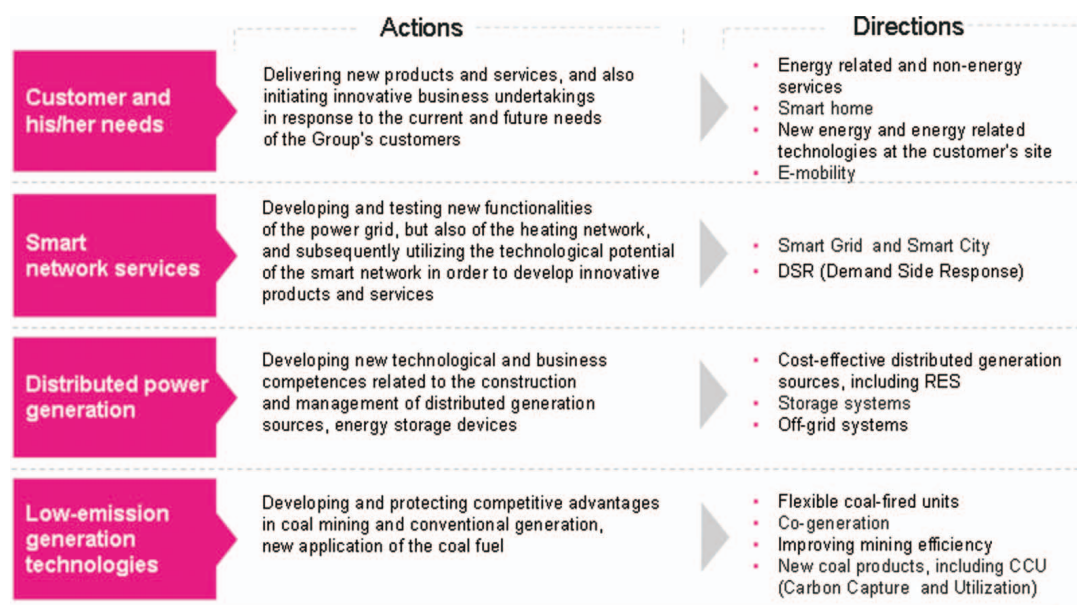 Actions
Directions
Customer and
his/her needs
Delivering new products and services, and also
initiating innovative business undertakings
in response to the current and future needs
of the Group's customers
• Energy related and non-energy
services
• Smart home
• New energy and energy related
technologies at the customer's site
• E-mobility
Smart
network services
Developing and testing new functionalities
of the power grid, but also of the heating network,
and subsequently utilizing the technological potential
of the smart network in order to develop innovative
products and services
• Smart Grid and Smart City
• DSR (Demand Side Response)
Distributed power
generation
Developing new technological and business
competences related to the construction
and management of distributed generation
sources, energy storage devices
• Cost-effective distributed generation
sources, including RES
• Storage systems
• Off-grid systems
Low-emission
generation
technologies
Developing and protecting competitive advantages
in coal mining and conventional generation,
new application of the coal fuel
• Flexible coal-fired units
• Co-generation
• Improving mining efficiency
• New coal products, including CCU
(Carbon Capture and Utilization)